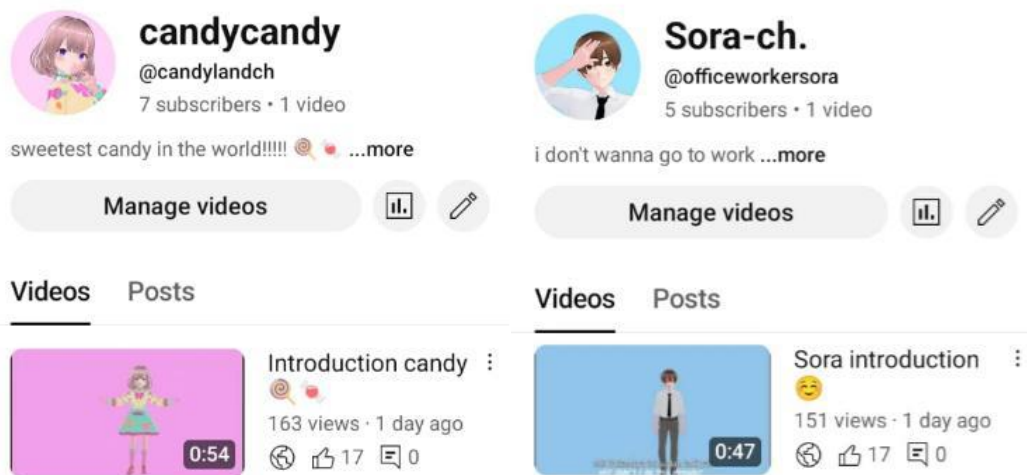 candycandy
@candylandch
7 subscribers • 1 video
sweetest candy in the world!!!!! 🍭 🍬 ...more
Manage videos
Videos Posts
Introduction candy
🍭 🍬
163 views · 1 day ago
17 0
0:54
Sora-ch.
@officeworkersora
5 subscribers • 1 video
i don't wanna go to work ...more
Manage videos
Videos Posts
Sora introduction
😊
151 views · 1 day ago
17 0
0:47